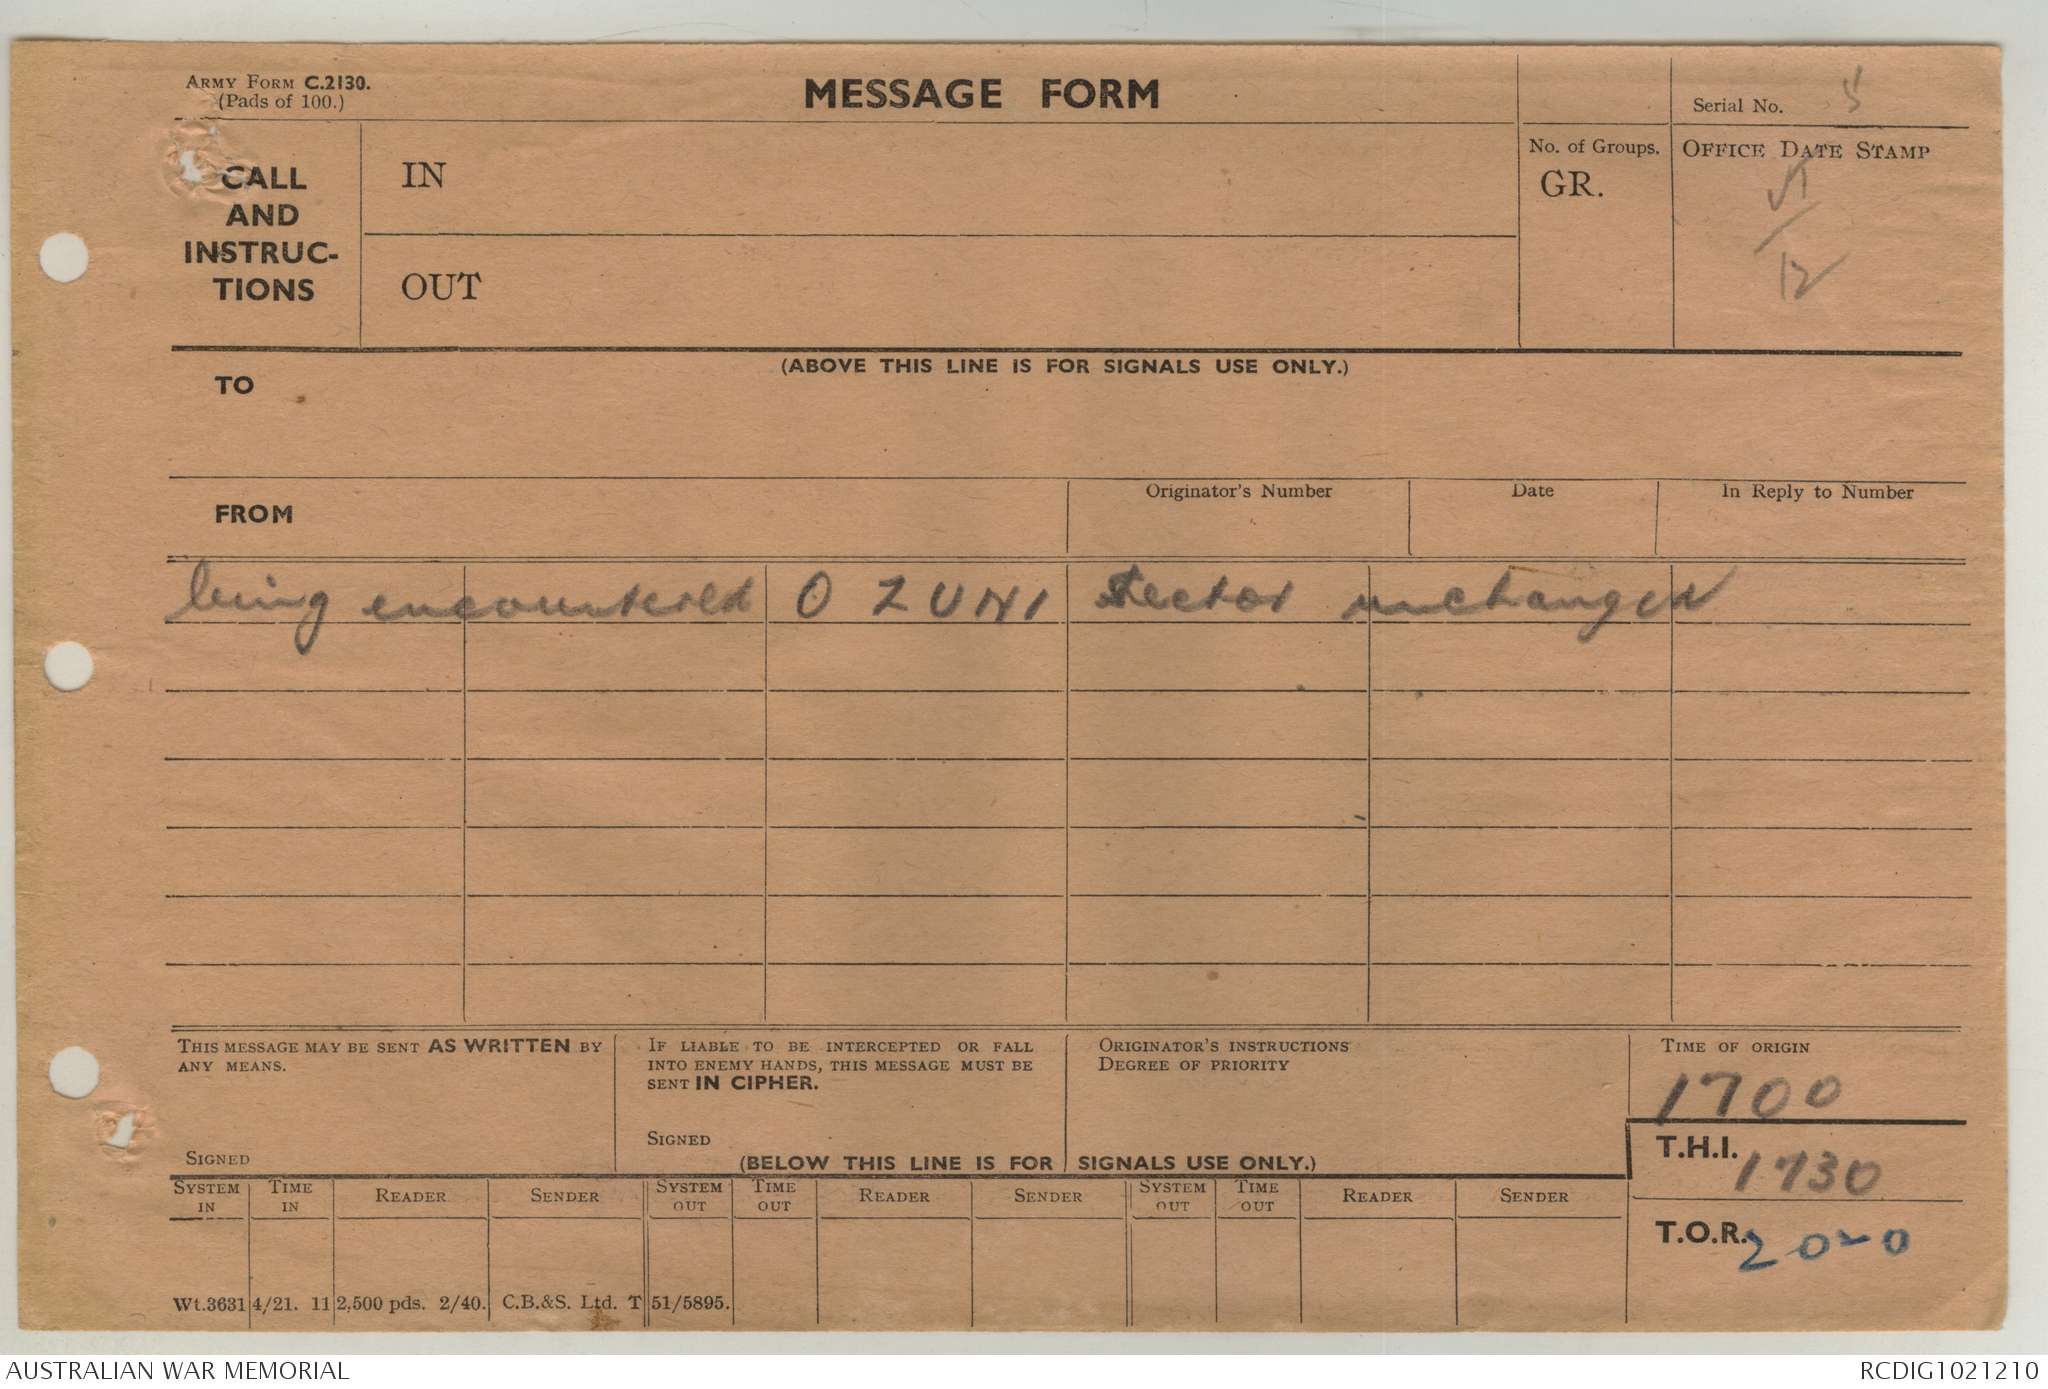 ARMY FORM C.2130.
(Pads of 100.)
MESSAGE FORM
Serial No. 5
CALL
AND
INSTRUC-
TIONS
IN
OUT
No. of Groups.
GR.
OFFICE DATE STAMP
12
(ABOVE THIS LINE IS FOR SIGNALS USE ONLY.)
TO
FROM
Originator's Number
Date
In Reply to Number
being encountered O ZUNI Sector unchanged
THIS MESSAGE MAY BE SENT AS WRITTEN BY
ANY MEANS.
SIGNED
IF LIABLE TO BE INTERCEPTED OR FALL
INTO ENEMY HANDS, THIS MESSAGE MUST BE
SENT IN CIPHER.
SIGNED
ORIGINATOR'S INSTRUCTIONS
DEGREE OF PRIORITY
TIME OF ORIGIN
1700
T.H.I. 1730
T.O.R. 2020
(BELOW THIS LINE IS FOR SIGNALS USE ONLY.)
SYSTEM IN
TIME IN
READER
SENDER
SYSTEM OUT
TIME OUT
READER
SENDER
SYSTEM OUT
TIME OUT
READER
SENDER
Wt.3631 4/21. 11 2,500 pds. 2/40. C.B.&S. Ltd. T 51/5895.
AUSTRALIAN WAR MEMORIAL
RCDIG1021210